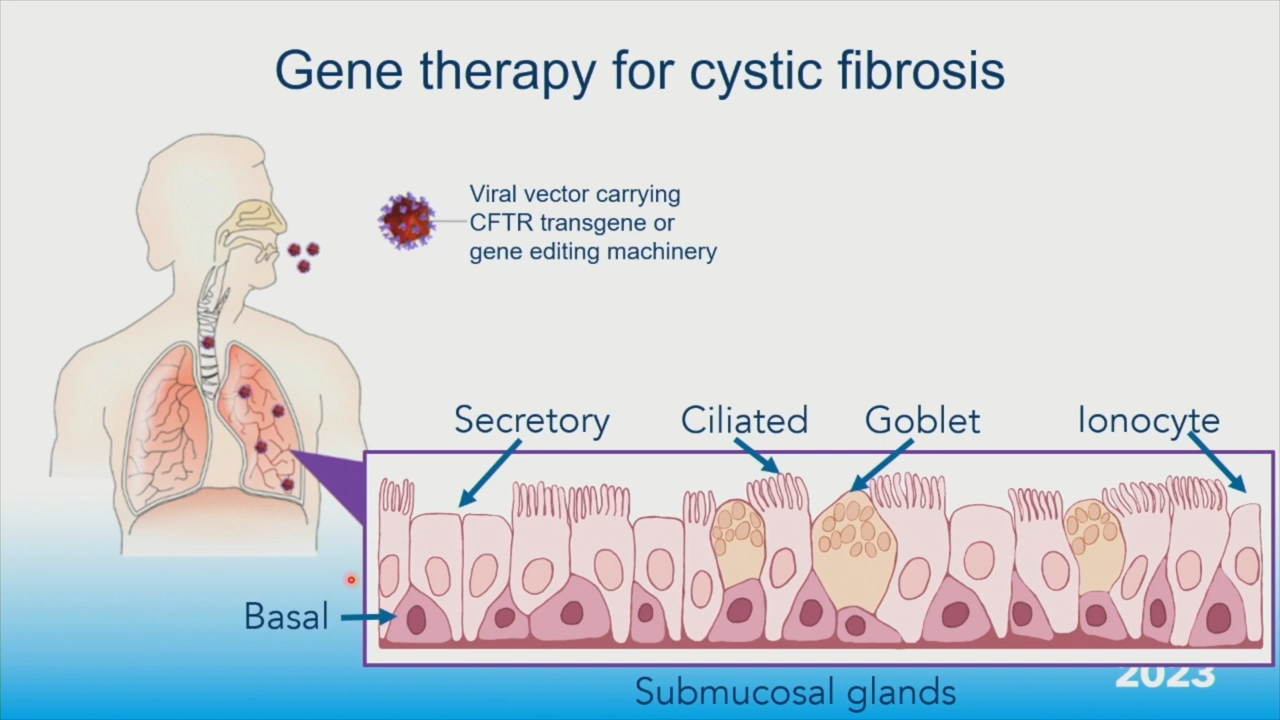 Gene therapy for cystic fibrosis
Viral vector carrying
CFTR transgene or
gene editing machinery
Secretory
Ciliated
Goblet
Ionocyte
Basal
2023
Submucosal glands